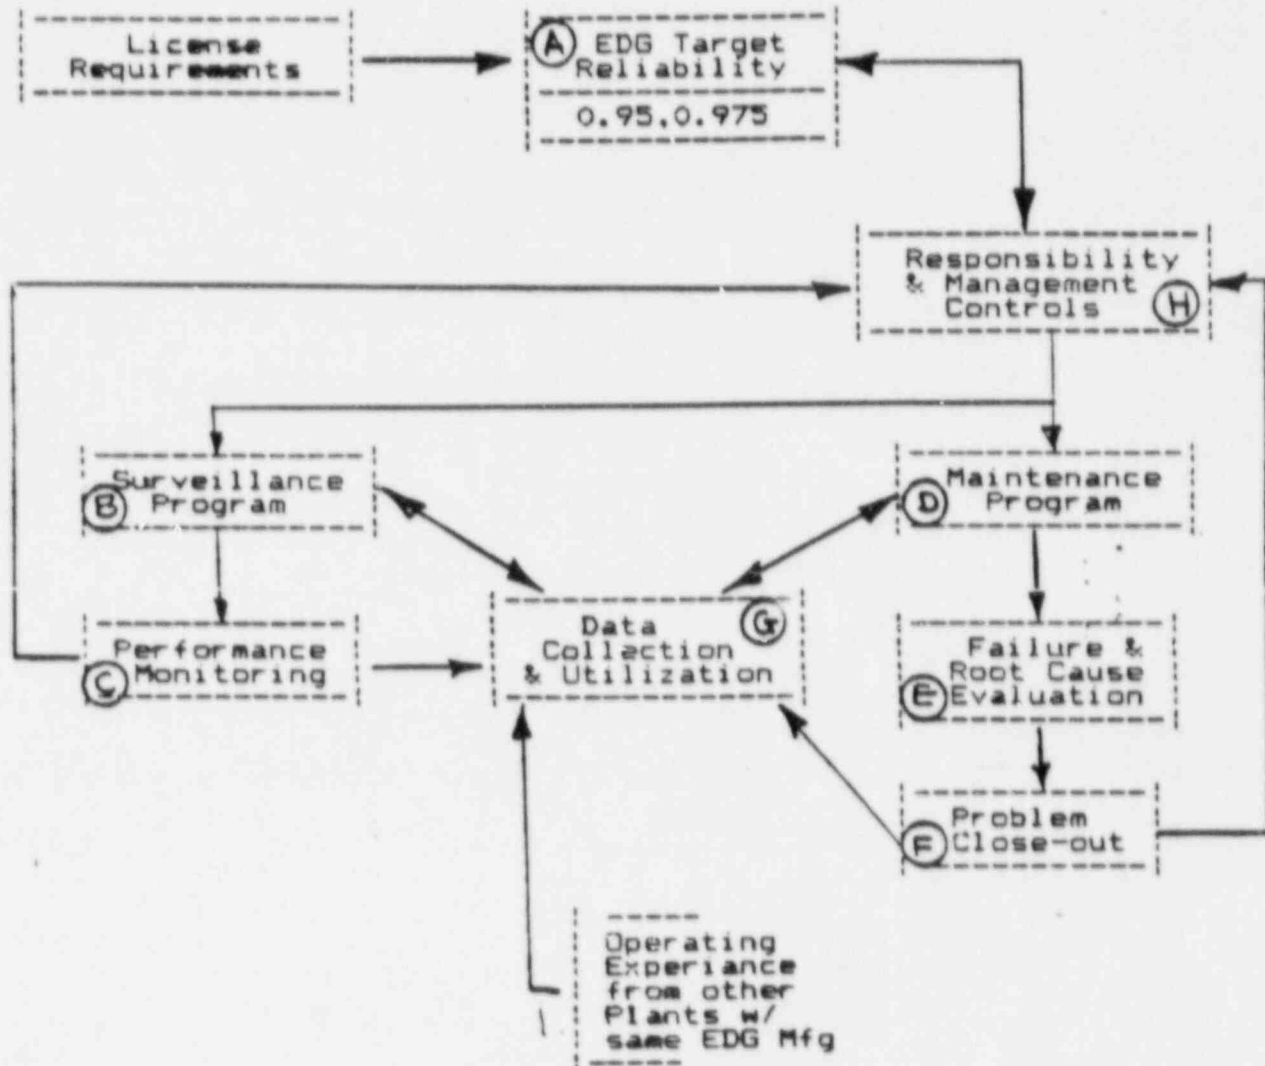 License
Requirements
A
EDG Target
Reliability
0.95,0.975
Responsibility
& Management
Controls
H
Surveillance
Program
B
Maintenance
Program
D
Performance
Monitoring
C
Data
Collection
& Utilization
G
Failure &
Root Cause
Evaluation
E
Problem
Close-out
F
Operating
Experiance
from other
Plants w/
same EDG Mfg